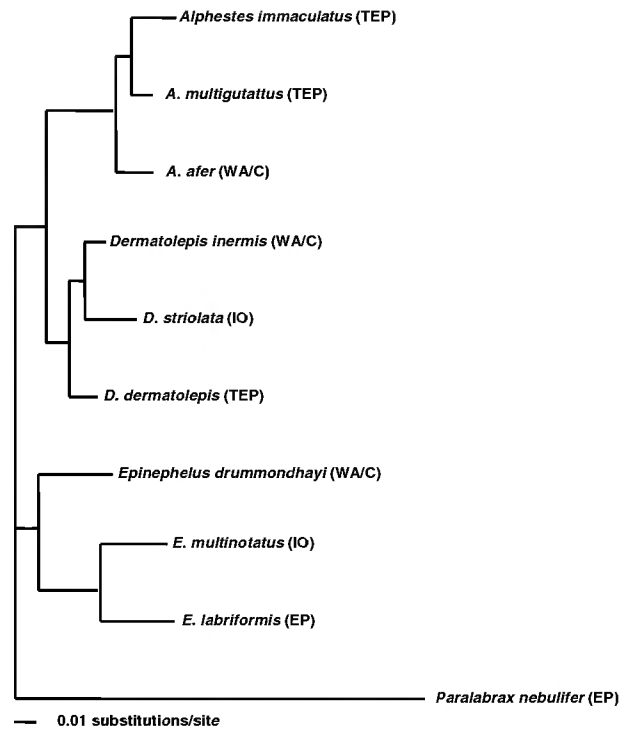 Alphestes immaculatus (TEP)
A. multigutattus (TEP)
A. afer (WA/C)
Dermatolepis inermis (WA/C)
D. striolata (IO)
D. dermatolepis (TEP)
Epinephelus drummondhayi (WA/C)
E. multinotatus (IO)
E. labriformis (EP)
Paralabrax nebulifer (EP)
0.01 substitutions/site